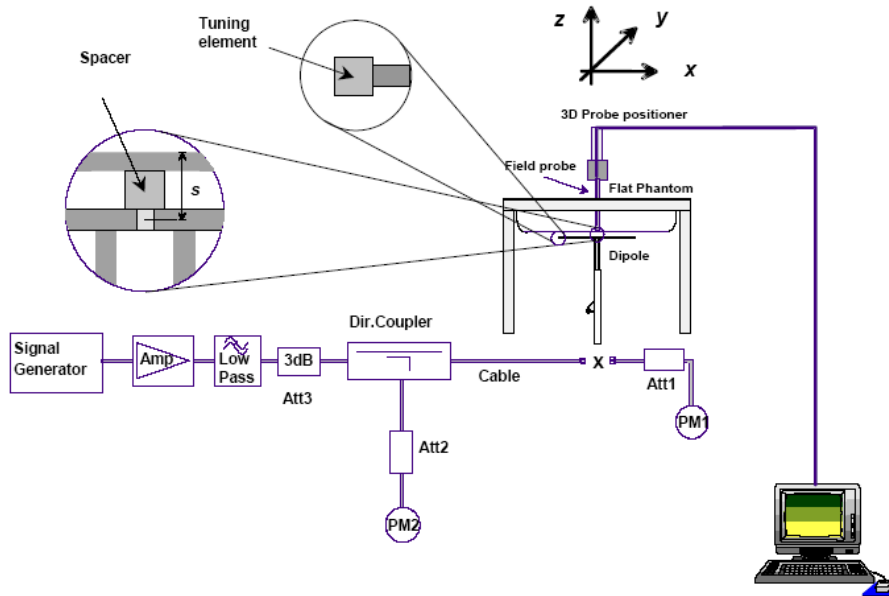 Tuning
element
z
y
x
Spacer
3D Probe positioner
s
Field probe
Flat Phantom
Dipole
Dir.Coupler
Signal
Generator
Amp
Low
Pass
3dB
Att3
Cable
X
Att1
PM1
Att2
PM2